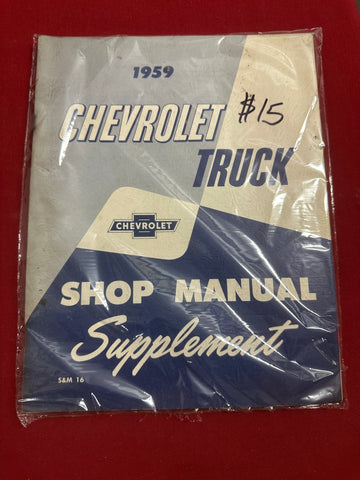 1959
CHEVROLET
$15
TRUCK
CHEVROLET
SHOP MANUAL
Supplement
S&M 16